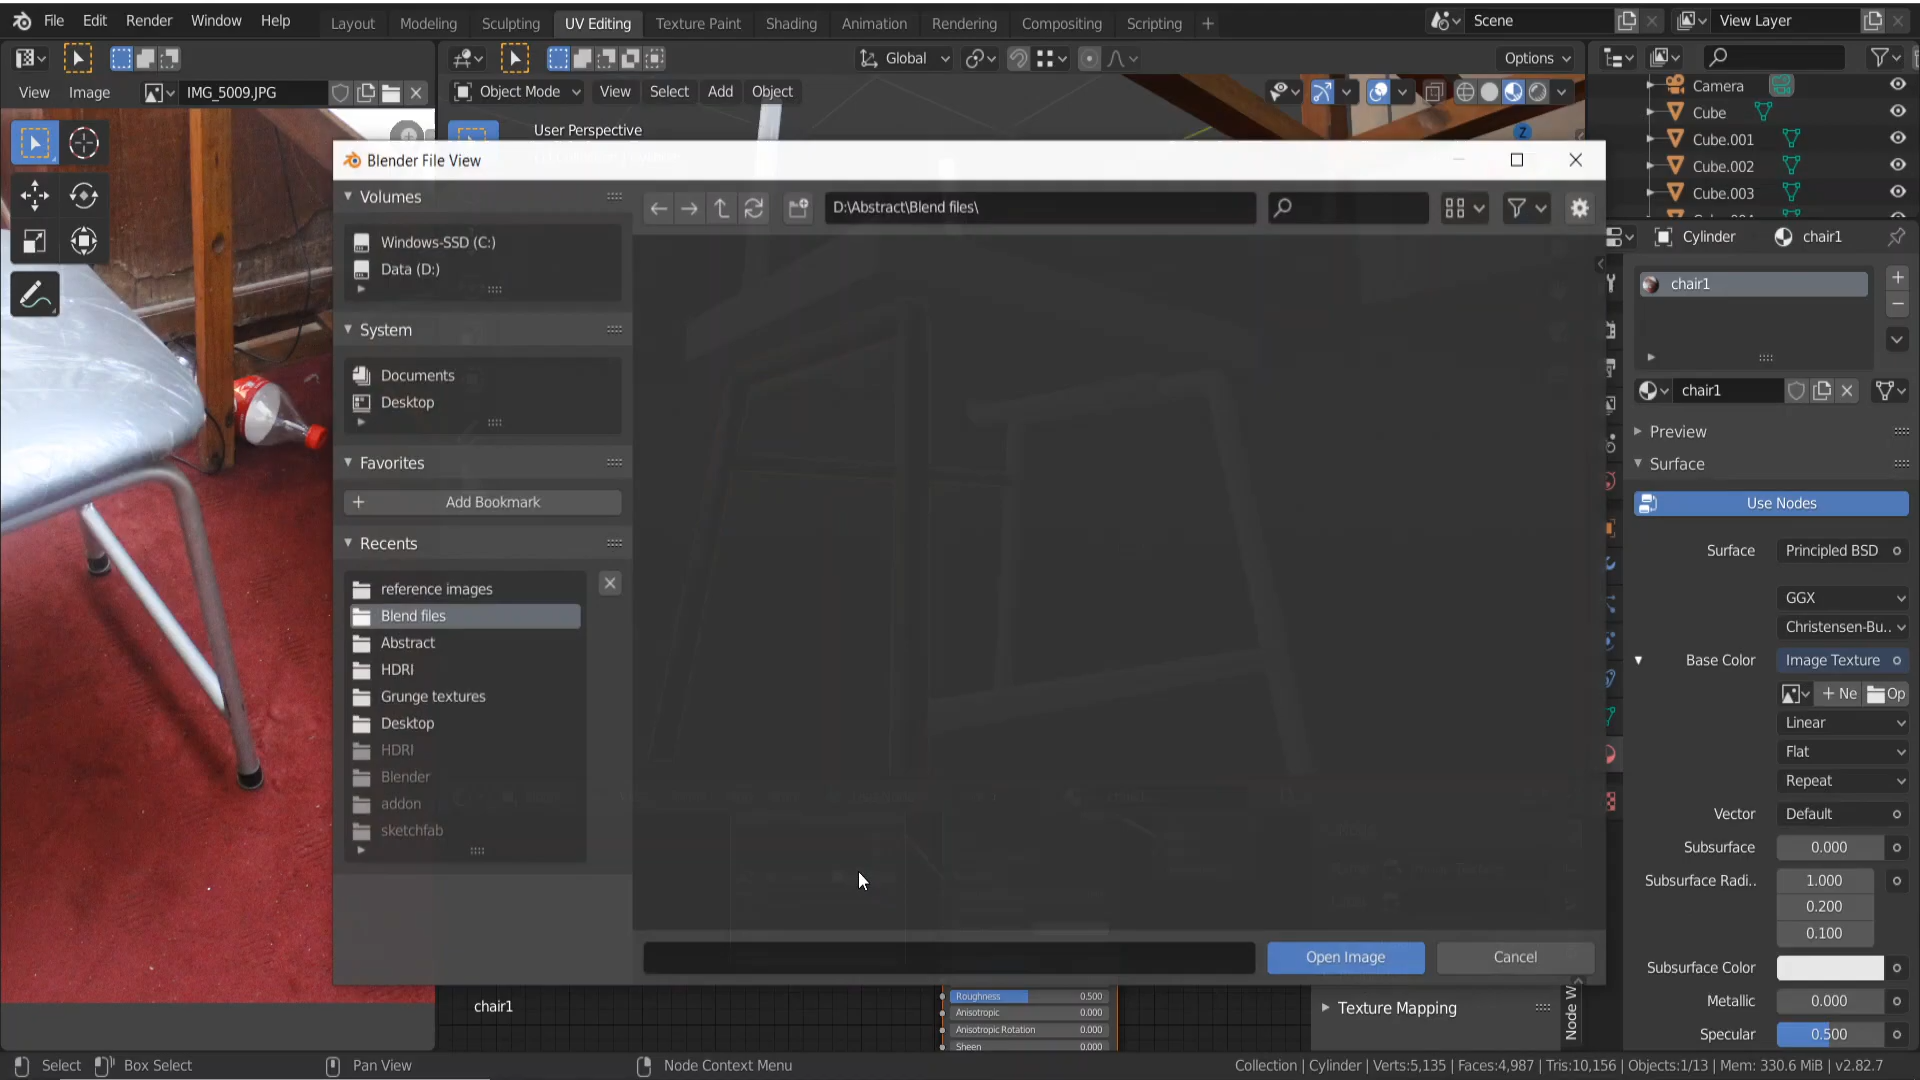 File Edit Render Window Help Layout Modeling Sculpting UV Editing Texture Paint Shading Animation Rendering Compositing Scripting + Scene View Layer
Global Options
View Image IMG_5009.JPG Object Mode View Select Add Object
User Perspective
Camera
Cube
Cube.001
Cube.002
Cube.003
Blender File View
Volumes
D:\Abstract\Blend files\
Windows-SSD (C:)
Data (D:)
System
Documents
Desktop
Favorites
Add Bookmark
Recents
reference images
Blend files
Abstract
HDRI
Grunge textures
Desktop
HDRI
Blender
addon
sketchfab
Open Image Cancel
Cylinder chair1
chair1
chair1
Preview
Surface
Use Nodes
Surface Principled BSD
GGX
Christensen-Bu..
Base Color Image Texture
+ Ne Op
Linear
Flat
Repeat
Vector Default
Subsurface 0.000
Subsurface Radi.. 1.000
0.200
0.100
Subsurface Color
Metallic 0.000
Specular 0.500
chair1
Roughness 0.500
Anisotropic 0.000
Anisotropic Rotation 0.000
Sheen 0.000
Texture Mapping
Node W
Select Box Select Pan View Node Context Menu Collection | Cylinder | Verts:5,135 | Faces:4,987 | Tris:10,156 | Objects:1/13 | Mem: 330.6 MiB | v2.82.7